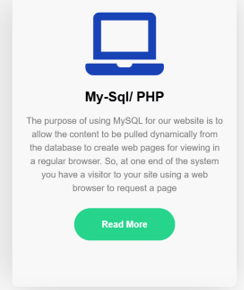 My-Sql/ PHP
The purpose of using MySQL for our website is to
allow the content to be pulled dynamically from
the database to create web pages for viewing in
a regular browser. So, at one end of the system
you have a visitor to your site using a web
browser to request a page
Read More